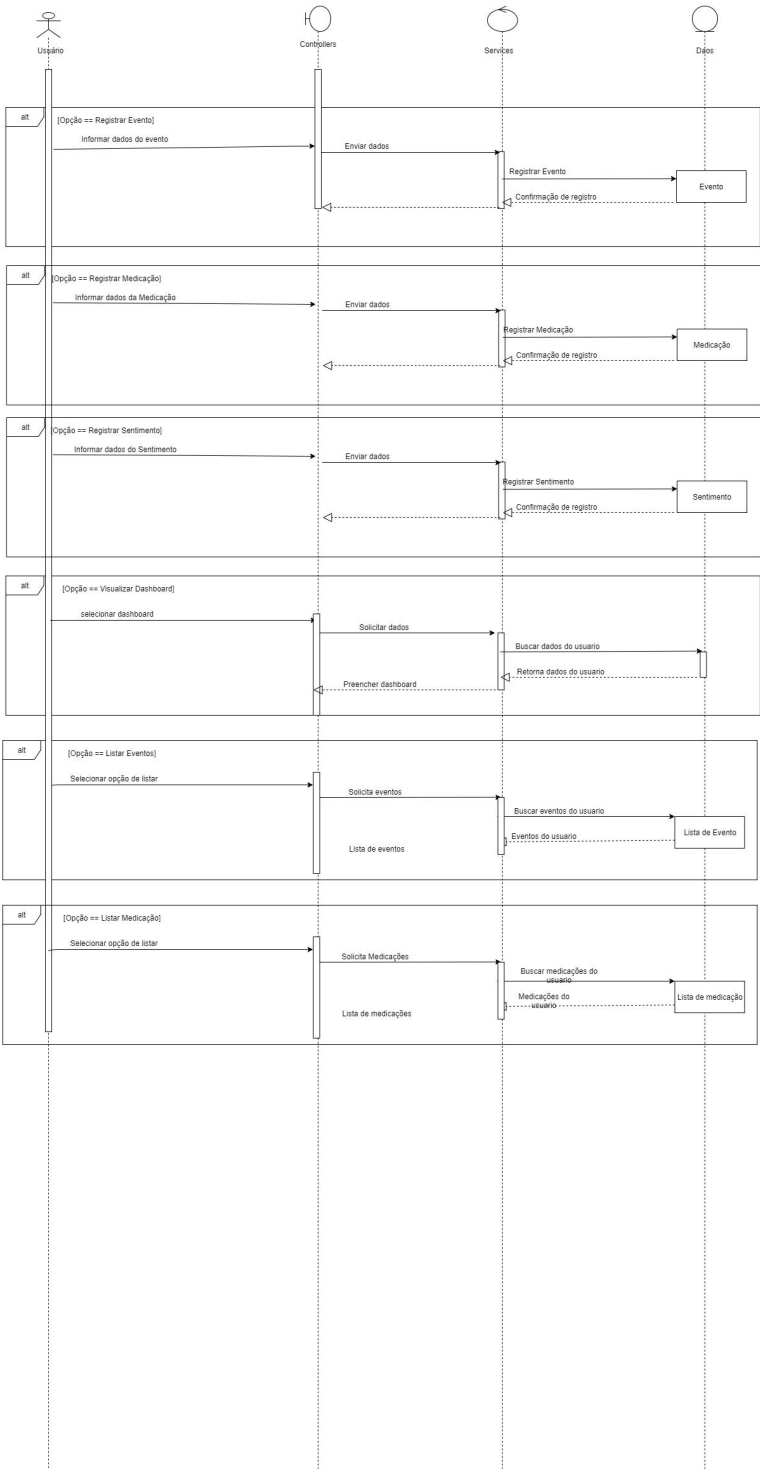 Usuário
Controllers
Services
Daos
alt
[Opção == Registrar Evento]
Informar dados do evento
Enviar dados
Registrar Evento
Evento
Confirmação de registro
alt
[Opção == Registrar Medicação]
Informar dados da Medicação
Enviar dados
Registrar Medicação
Medicação
Confirmação de registro
alt
[Opção == Registrar Sentimento]
Informar dados do Sentimento
Enviar dados
Registrar Sentimento
Sentimento
Confirmação de registro
alt
[Opção == Visualizar Dashboard]
selecionar dashboard
Solicitar dados
Buscar dados do usuario
Retorna dados do usuario
Preencher dashboard
alt
[Opção == Listar Eventos]
Selecionar opção de listar
Solicita eventos
Buscar eventos do usuario
Lista de Evento
Eventos do usuario
Lista de eventos
alt
[Opção == Listar Medicação]
Selecionar opção de listar
Solicita Medicações
Buscar medicações do
usuario
Lista de medicação
Medicações do
usuario
Lista de medicações